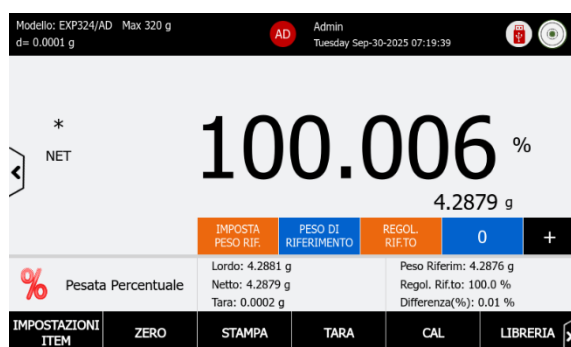 Modello: EXP324/AD Max 320 g
d= 0.0001 g
AD
Admin
Tuesday Sep-30-2025 07:19:39
*
NET
100.006 %
4.2879 g
IMPOSTA
PESO RIF.
PESO DI
RIFERIMENTO
REGOL.
RIF.TO
0
+
% Pesata Percentuale
Lordo: 4.2881 g
Netto: 4.2879 g
Tara: 0.0002 g
Peso Riferim: 4.2876 g
Regol. Rif.to: 100.0 %
Differenza(%): 0.01 %
IMPOSTAZIONI
ITEM
ZERO
STAMPA
TARA
CAL
LIBRERIA